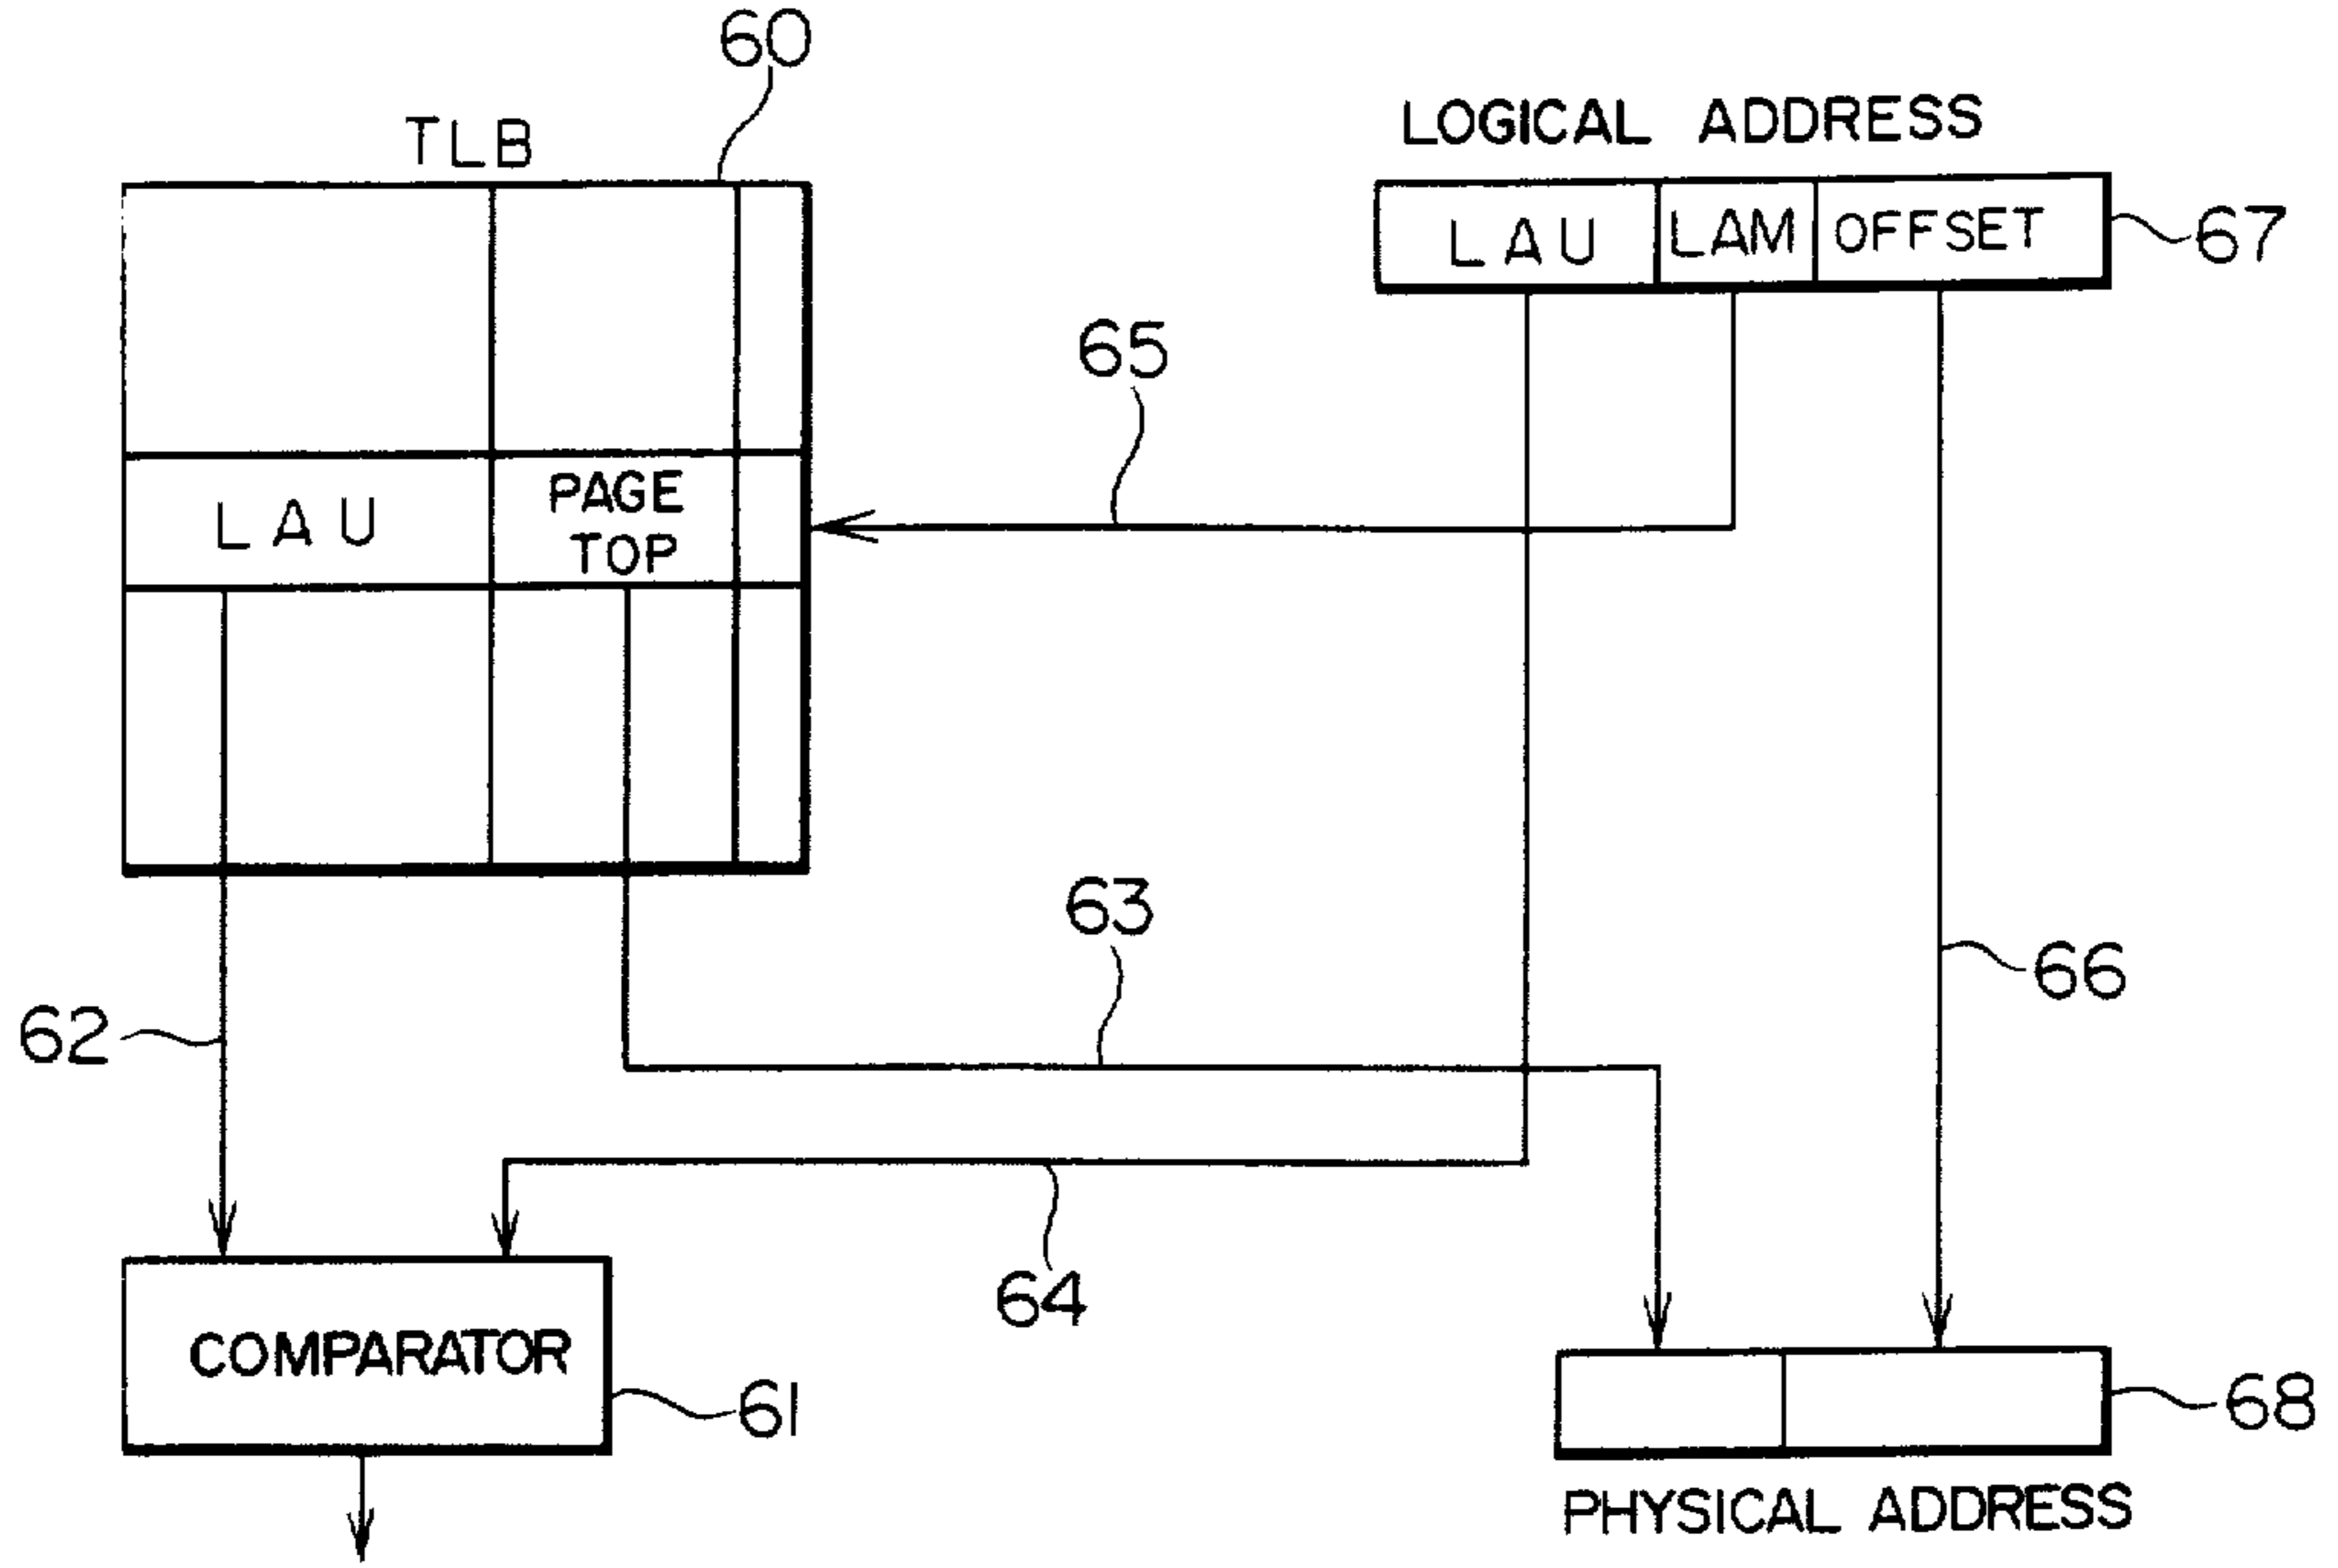 60
TLB
LOGICAL ADDRESS
LAU LAM OFFSET
67
65
LAU
PAGE
TOP
63
66
62
64
COMPARATOR
61
68
PHYSICAL ADDRESS